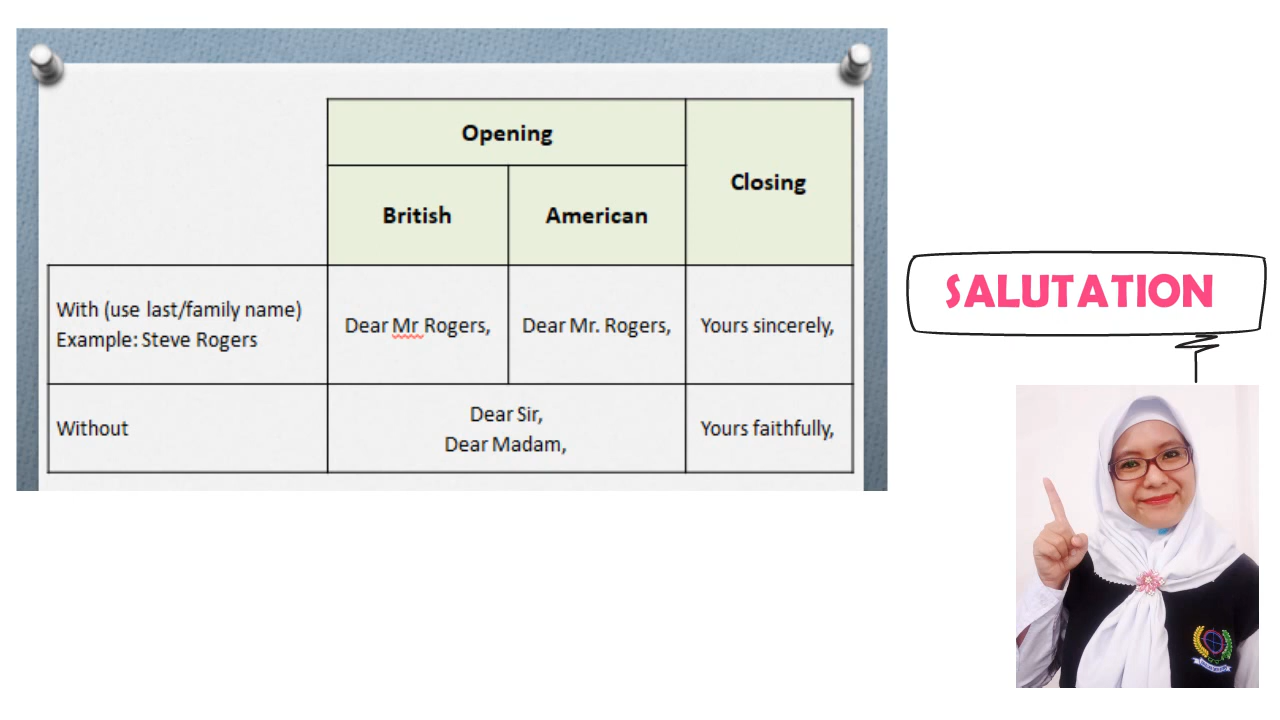 Opening
Closing
British
American
With (use last/family name)
Example: Steve Rogers
Dear Mr Rogers,
Dear Mr. Rogers,
Yours sincerely,
Without
Dear Sir,
Dear Madam,
Yours faithfully,
SALUTATION